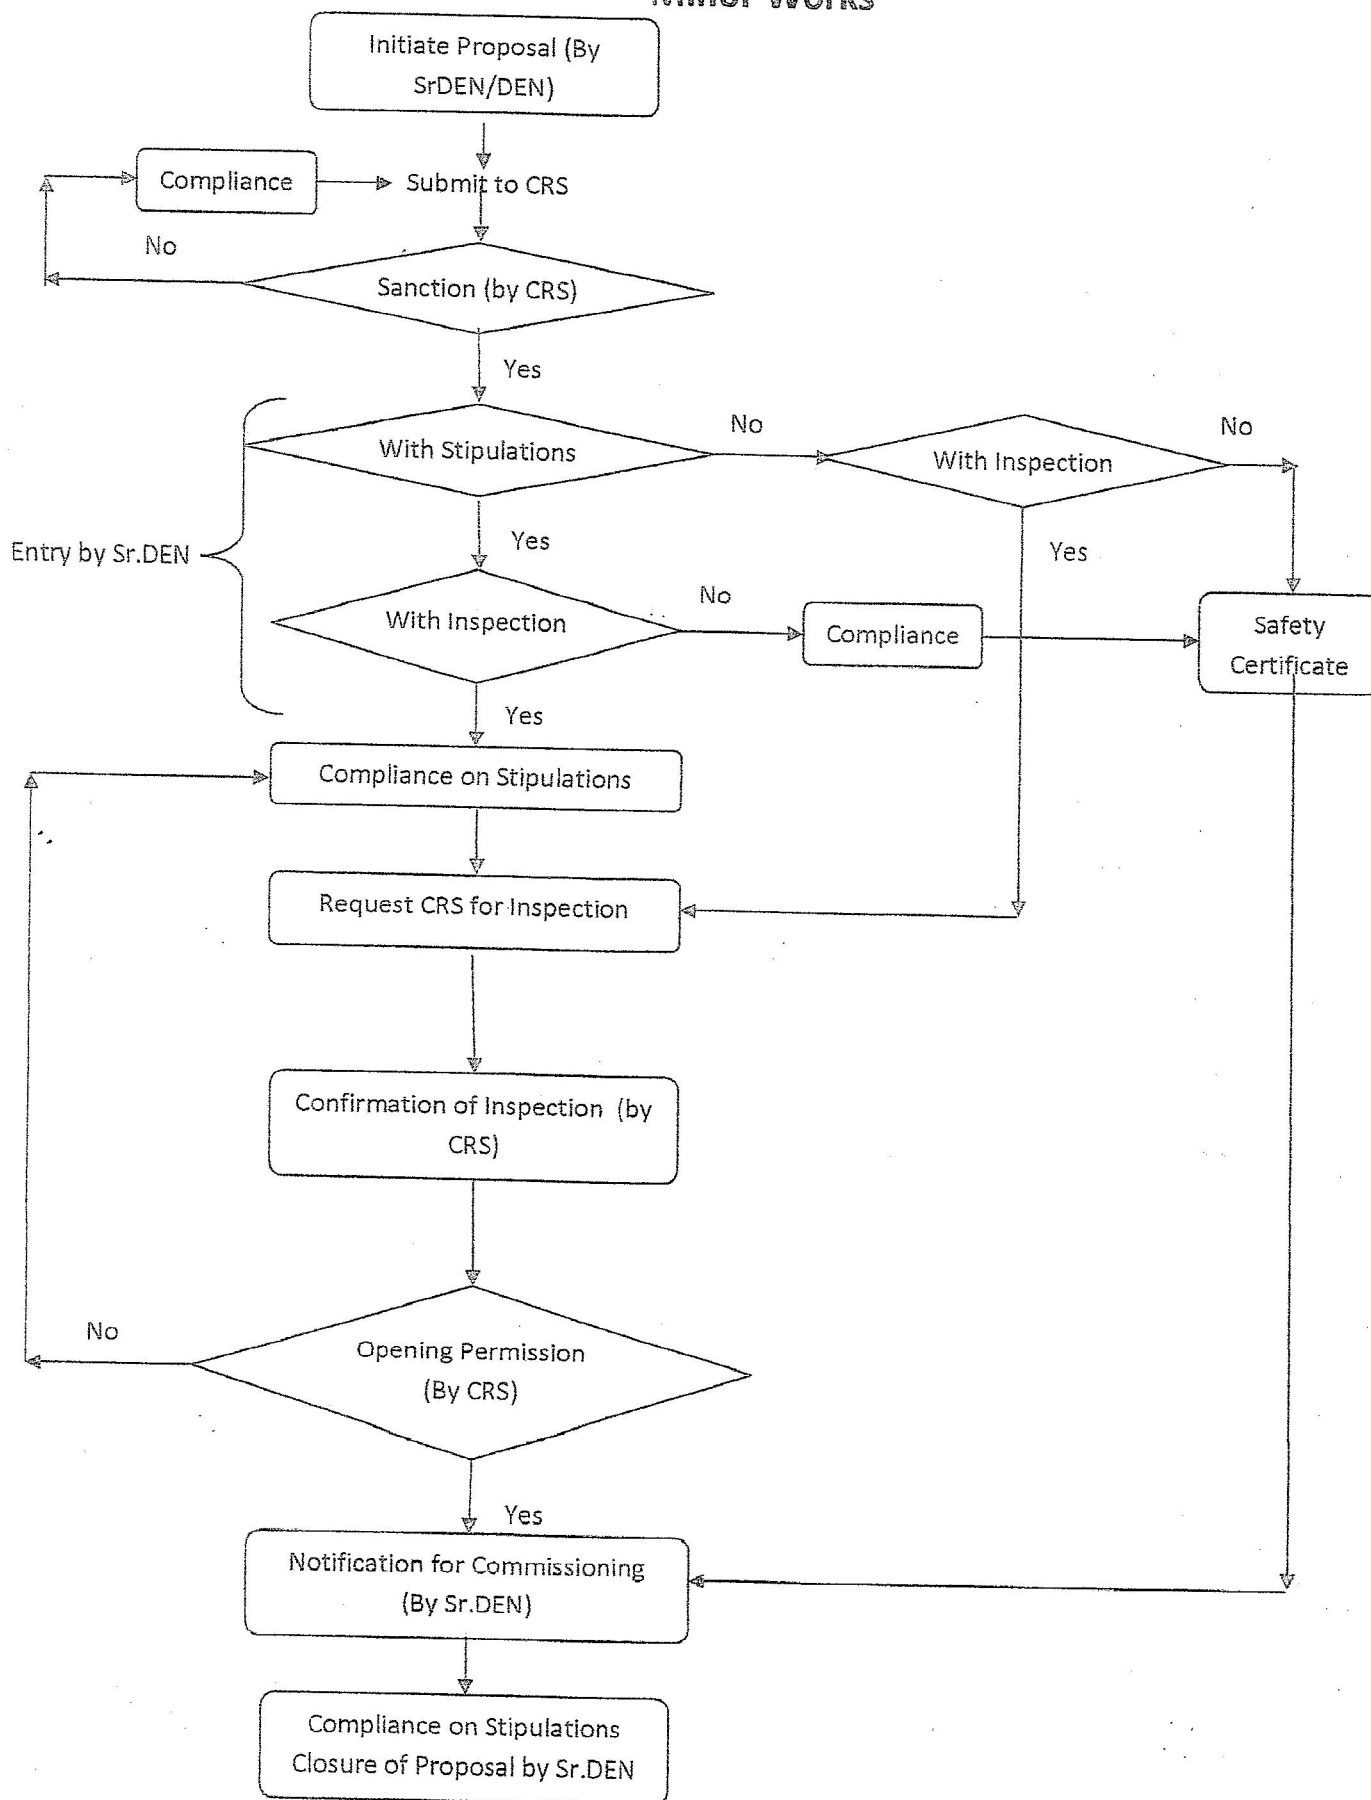 Minor Works
Initiate Proposal (By
SrDEN/DEN)
Compliance
Submit to CRS
No
Sanction (by CRS)
Yes
With Stipulations
No
With Inspection
No
Entry by Sr.DEN
Yes
Yes
With Inspection
No
Compliance
Safety
Certificate
Yes
Compliance on Stipulations
Request CRS for Inspection
Confirmation of Inspection (by
CRS)
No
Opening Permission
(By CRS)
Yes
Notification for Commissioning
(By Sr.DEN)
Compliance on Stipulations
Closure of Proposal by Sr.DEN